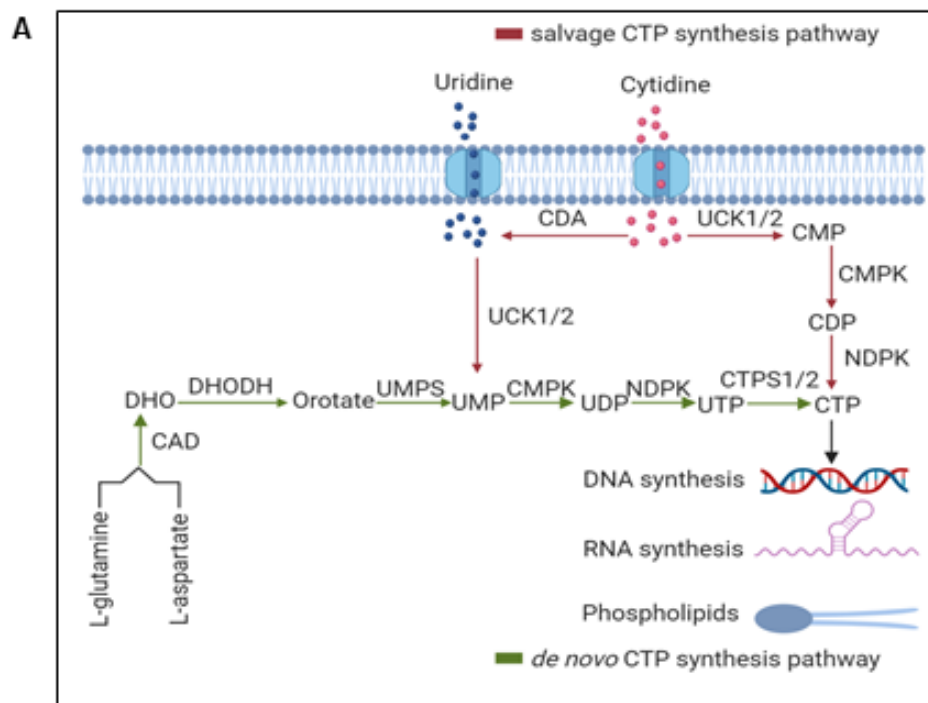 A
salvage CTP synthesis pathway
Uridine
Cytidine
CDA
UCK1/2
CMP
CMPK
UCK1/2
CDP
NDPK
DHODH
UMPS
CMPK
NDPK
CTPS1/2
DHO
Orotate
UMP
UDP
UTP
CTP
CAD
L-glutamine
L-aspartate
DNA synthesis
RNA synthesis
Phospholipids
de novo CTP synthesis pathway